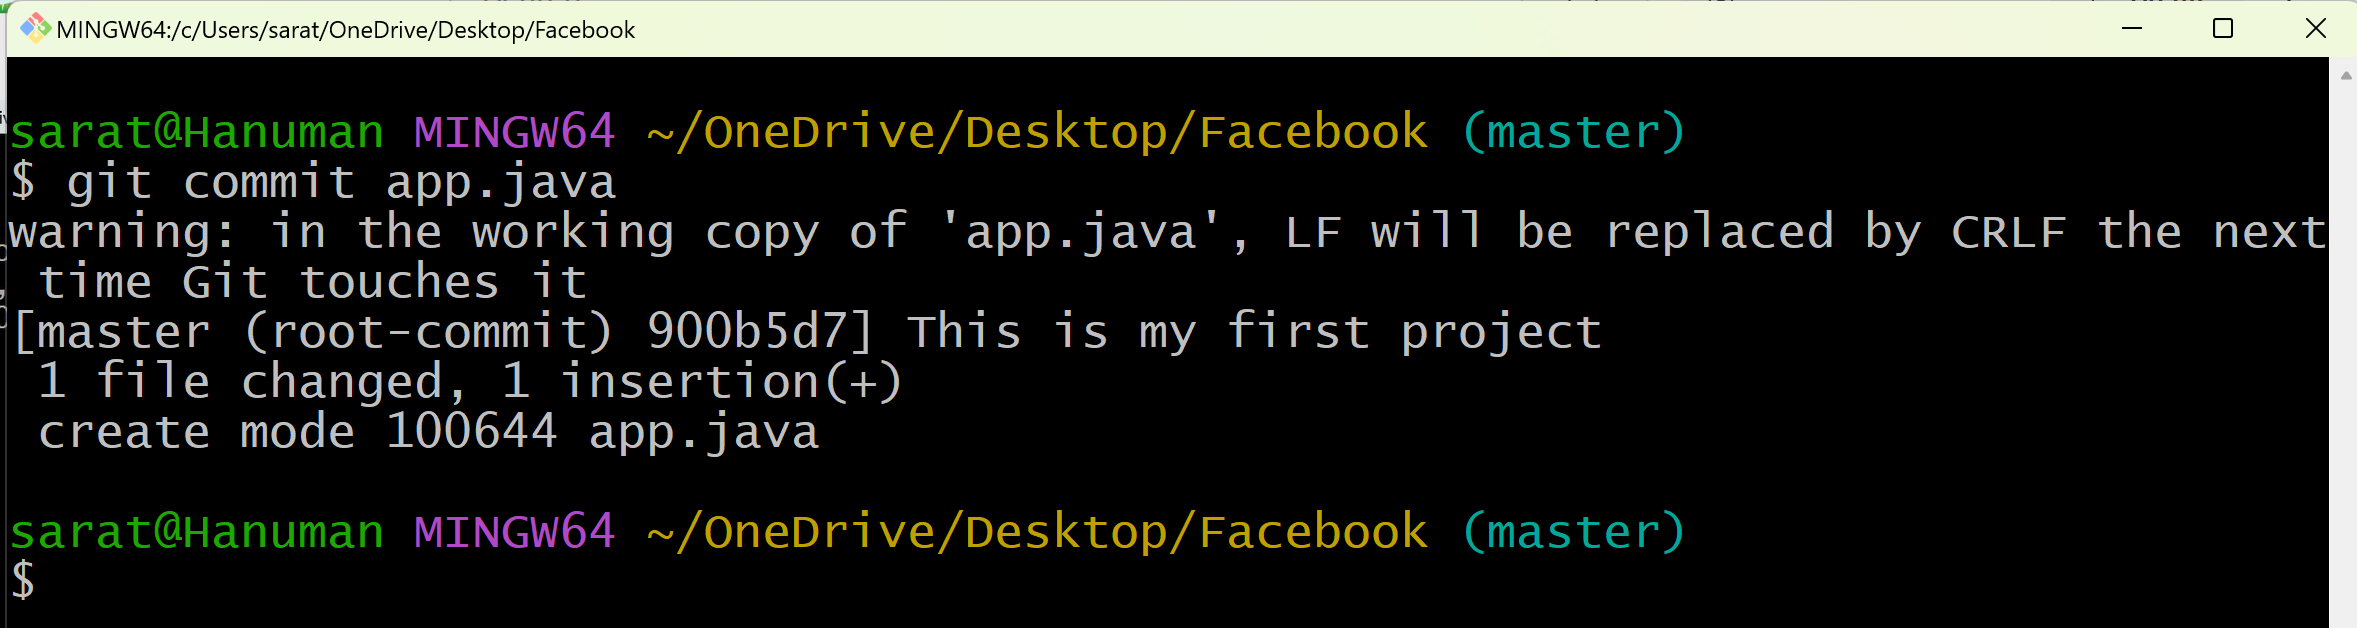 MINGW64:/c/Users/sarat/OneDrive/Desktop/Facebook
sarat@Hanuman MINGW64 ~/OneDrive/Desktop/Facebook (master)
$ git commit app.java
warning: in the working copy of 'app.java', LF will be replaced by CRLF the next
 time Git touches it
[master (root-commit) 900b5d7] This is my first project
 1 file changed, 1 insertion(+)
 create mode 100644 app.java
sarat@Hanuman MINGW64 ~/OneDrive/Desktop/Facebook (master)
$